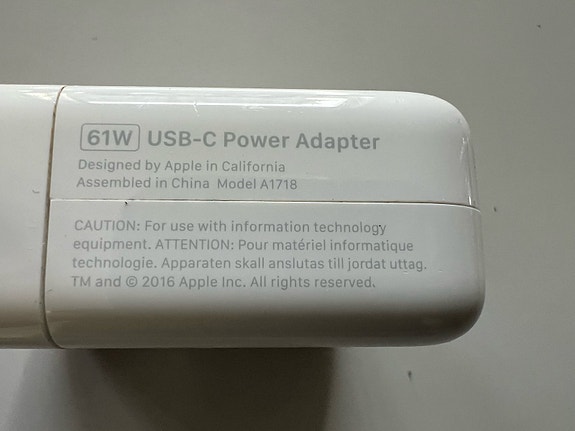 61W USB-C Power Adapter
Designed by Apple in California
Assembled in China Model A1718
CAUTION: For use with information technology
equipment. ATTENTION: Pour matériel informatique
technologie. Apparaten skall anslutas till jordat uttag.
TM and © 2016 Apple Inc. All rights reserved.